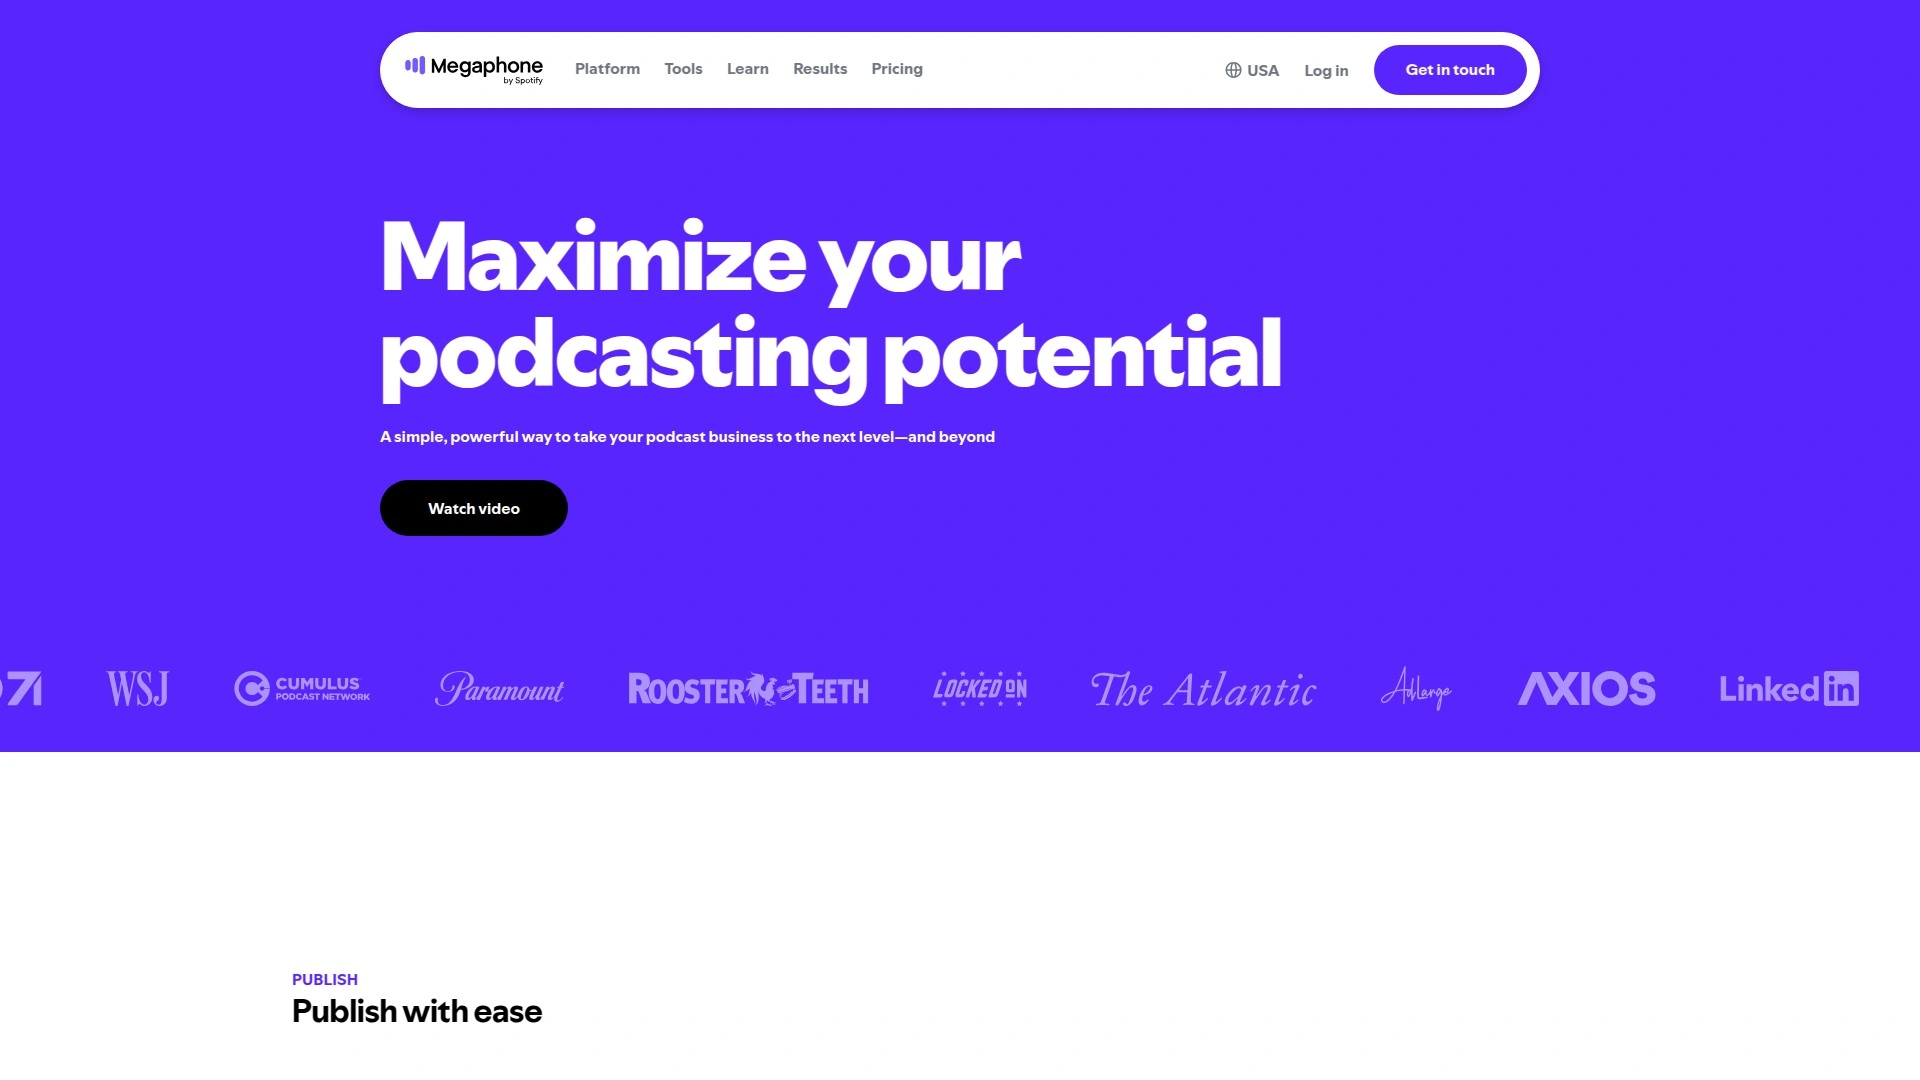 Megaphone
by Spotify
Platform
Tools
Learn
Results
Pricing
USA
Log in
Get in touch
Maximize your
podcasting potential
A simple, powerful way to take your podcast business to the next level—and beyond
Watch video
WSJ
CUMULUS
PODCAST NETWORK
Paramount
ROOSTER TEETH
LOCKED ON
The Atlantic
AdLarge
AXIOS
LinkedIn
PUBLISH
Publish with ease